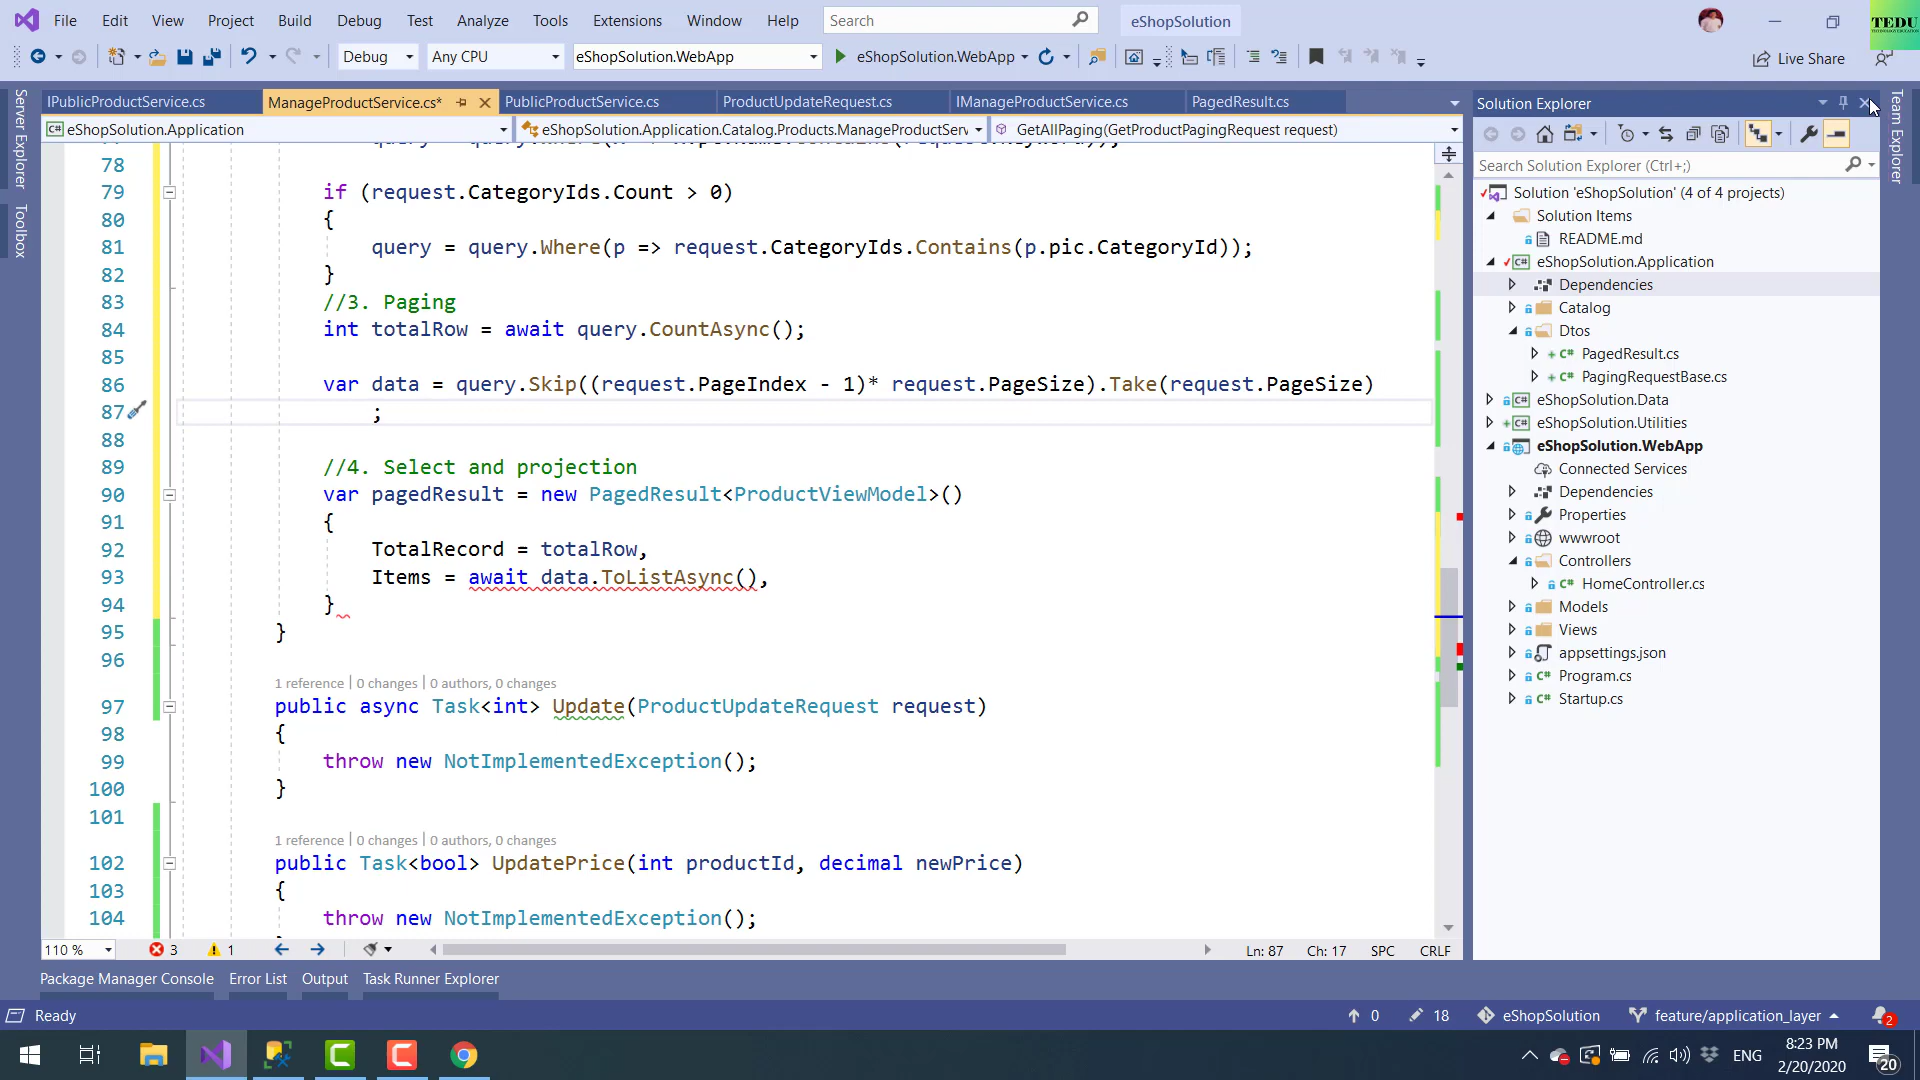 File Edit View Project Build Debug Test Analyze Tools Extensions Window Help Search eShopSolution
TEDU
Debug Any CPU eShopSolution.WebApp eShopSolution.WebApp Live Share
IPublicProductService.cs ManageProductService.cs* PublicProductService.cs ProductUpdateRequest.cs IManageProductService.cs PagedResult.cs
eShopSolution.Application eShopSolution.Application.Catalog.Products.ManageProductServ GetAllPaging(GetProductPagingRequest request)
Server Explorer
Toolbox
78
79 if (request.CategoryIds.Count > 0)
80 {
81 query = query.Where(p => request.CategoryIds.Contains(p.pic.CategoryId));
82 }
83 //3. Paging
84 int totalRow = await query.CountAsync();
85
86 var data = query.Skip((request.PageIndex - 1)* request.PageSize).Take(request.PageSize)
87 ;
88
89 //4. Select and projection
90 var pagedResult = new PagedResult<ProductViewModel>()
91 {
92 TotalRecord = totalRow,
93 Items = await data.ToListAsync(),
94 }
95 }
96
1 reference | 0 changes | 0 authors, 0 changes
97 public async Task<int> Update(ProductUpdateRequest request)
98 {
99 throw new NotImplementedException();
100 }
101
1 reference | 0 changes | 0 authors, 0 changes
102 public Task<bool> UpdatePrice(int productId, decimal newPrice)
103 {
104 throw new NotImplementedException();
110 % 3 1 Ln: 87 Ch: 17 SPC CRLF
Solution Explorer
Search Solution Explorer (Ctrl+;)
Solution 'eShopSolution' (4 of 4 projects)
Solution Items
README.md
eShopSolution.Application
Dependencies
Catalog
Dtos
PagedResult.cs
PagingRequestBase.cs
eShopSolution.Data
eShopSolution.Utilities
eShopSolution.WebApp
Connected Services
Dependencies
Properties
wwwroot
Controllers
HomeController.cs
Models
Views
appsettings.json
Program.cs
Startup.cs
Team Explorer
Package Manager Console Error List Output Task Runner Explorer
Ready 0 18 eShopSolution feature/application_layer 2
ENG 8:23 PM
2/20/2020 20